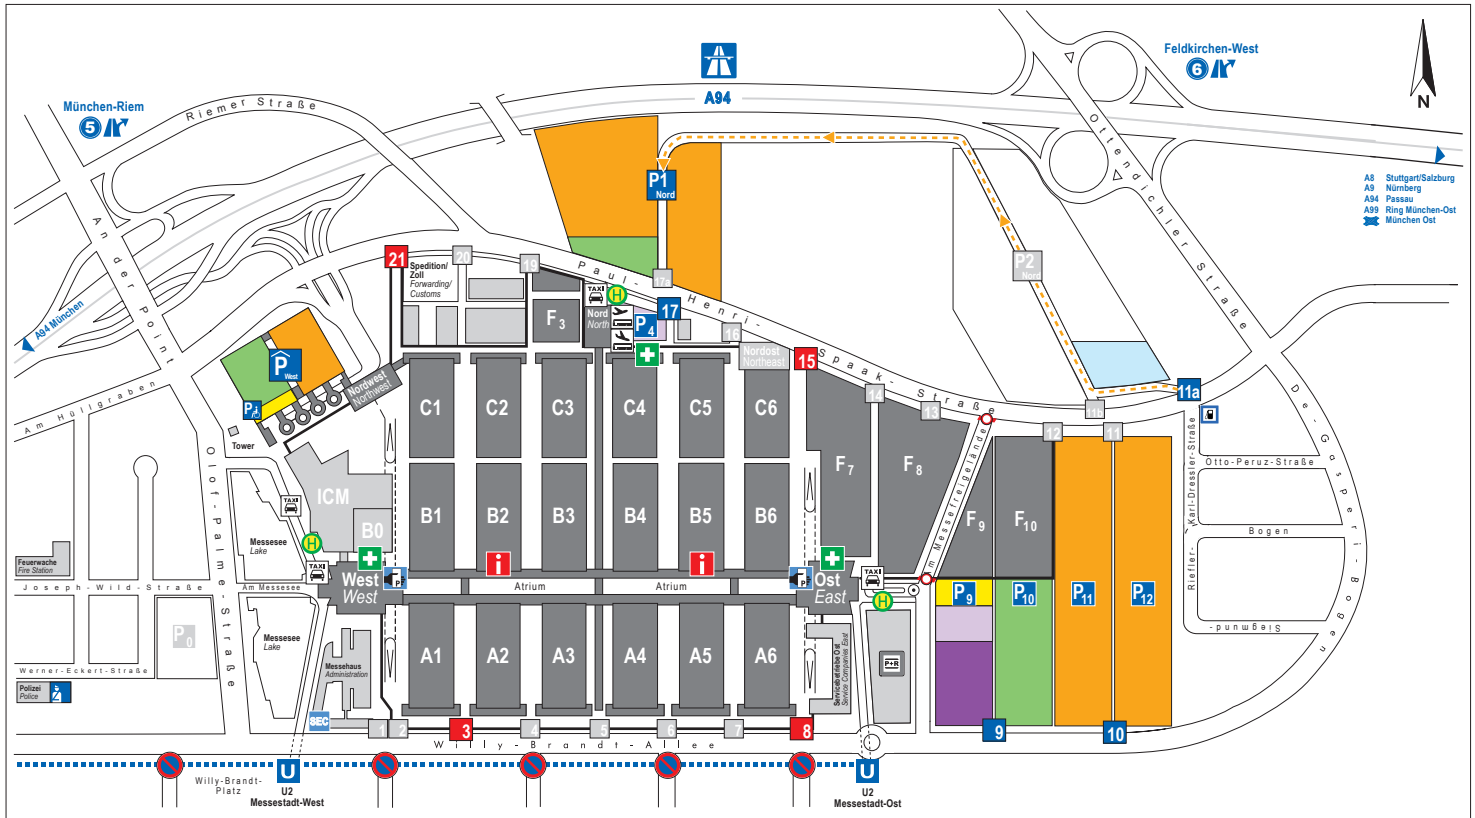 Feldkirchen-West
6
München-Riem
5
Riemer Straße
A94
N
Ottendichler Straße
A8 Stuttgart/Salzburg
A9 Nürnberg
A94 Passau
A99 Ring München-Ost
München Ost
An der Point
P1
Nord
P2
Nord
21
Spedition/
Zoll
Forwarding/
Customs
20
19
Paul-Henri-Spaak-Straße
17a
TAXI
H
17
Nord
North
P4
16
F3
Nordost
Northeast
15
14
13
12
11b
11
11a
A94 München
P
West
P
Nordwest
Northwest
Am Hüllgraben
Tower
Olof-Palme-Straße
C1
C2
C3
C4
C5
C6
F7
F8
F9
F10
Am Messefreigelände
Karl-Dressler-Straße
Otto-Peruz-Straße
De-Gasperi-Bogen
Bogen
Riefler-
Siegmund-
ICM
B0
B1
B2
B3
B4
B5
B6
TAXI
H
TAXI
Messesee
Lake
Feuerwache
Fire Station
Joseph-Wild-Straße
Am Messesee
West
West
P
i
i
Atrium
Atrium
P
Ost
East
TAXI
H
P9
P10
P11
P12
P0
Messesee
Lake
Messehaus
Administration
A1
A2
A3
A4
A5
A6
Servicebetriebe Ost
Service Companies East
P+R
Werner-Eckert-Straße
Polizei
Police
SEC
1
2
3
4
5
6
7
8
9
10
Willy-Brandt-Allee
Willy-Brandt-
Platz
U
U2
Messestadt-West
U
U2
Messestadt-Ost